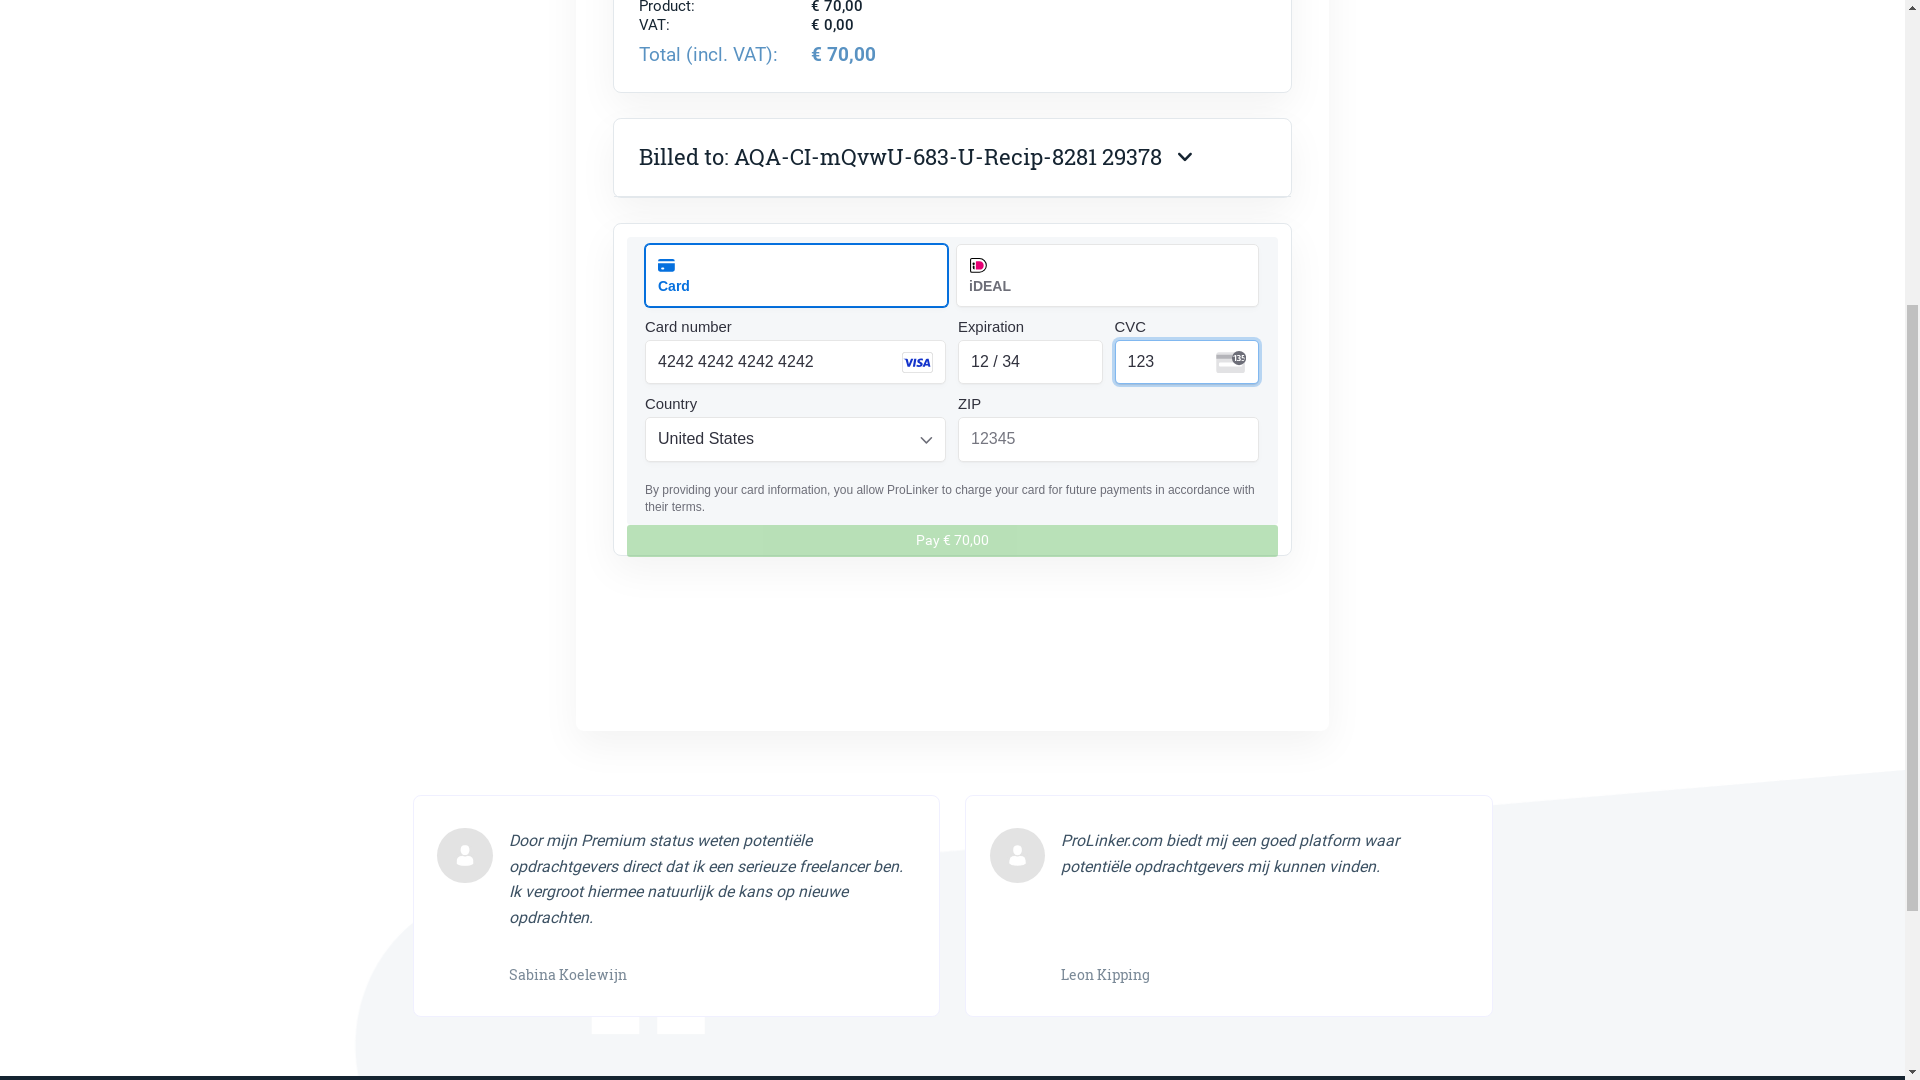 Product: € 70,00
VAT: € 0,00
Total (incl. VAT): € 70,00
Billed to: AQA-CI-mQvwU-683-U-Recip-8281 29378
Card
iDEAL
Card number
Expiration
CVC
4242 4242 4242 4242
VISA
12 / 34
123
135
Country
ZIP
United States
12345
By providing your card information, you allow ProLinker to charge your card for future payments in accordance with
their terms.
Pay € 70,00
Door mijn Premium status weten potentiële
opdrachtgevers direct dat ik een serieuze freelancer ben.
Ik vergroot hiermee natuurlijk de kans op nieuwe
opdrachten.
Sabina Koelewijn
ProLinker.com biedt mij een goed platform waar
potentiële opdrachtgevers mij kunnen vinden.
Leon Kipping